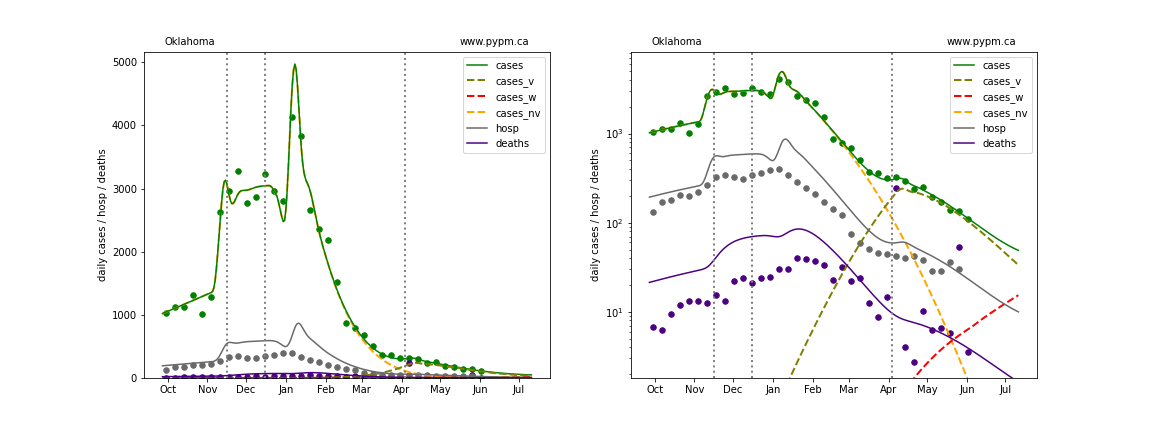 Oklahoma
www.pypm.ca
daily cases / hosp / deaths
5000
4000
3000
2000
1000
0
Oct Nov Dec Jan Feb Mar Apr May Jun Jul
cases
cases_v
cases_w
cases_nv
hosp
deaths
Oklahoma
www.pypm.ca
daily cases / hosp / deaths
10³
10²
10¹
Oct Nov Dec Jan Feb Mar Apr May Jun Jul
cases
cases_v
cases_w
cases_nv
hosp
deaths